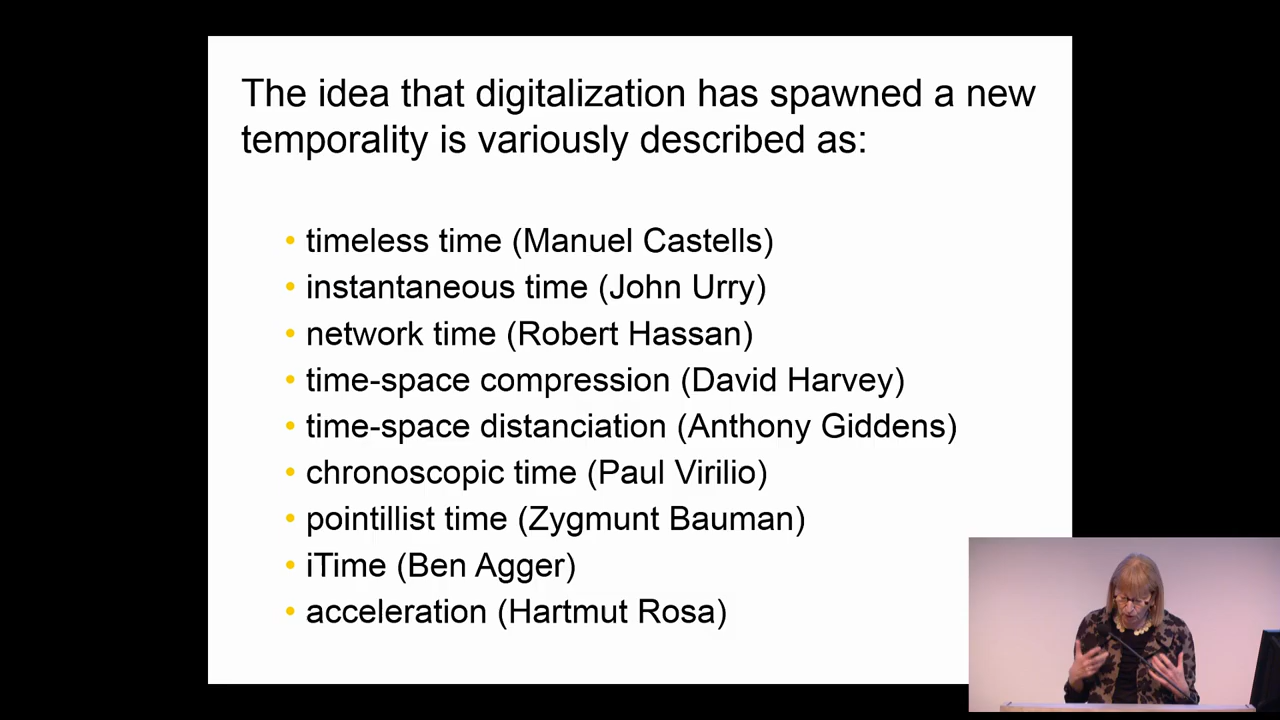 The idea that digitalization has spawned a new
temporality is variously described as:
• timeless time (Manuel Castells)
• instantaneous time (John Urry)
• network time (Robert Hassan)
• time-space compression (David Harvey)
• time-space distanciation (Anthony Giddens)
• chronoscopic time (Paul Virilio)
• pointillist time (Zygmunt Bauman)
• iTime (Ben Agger)
• acceleration (Hartmut Rosa)